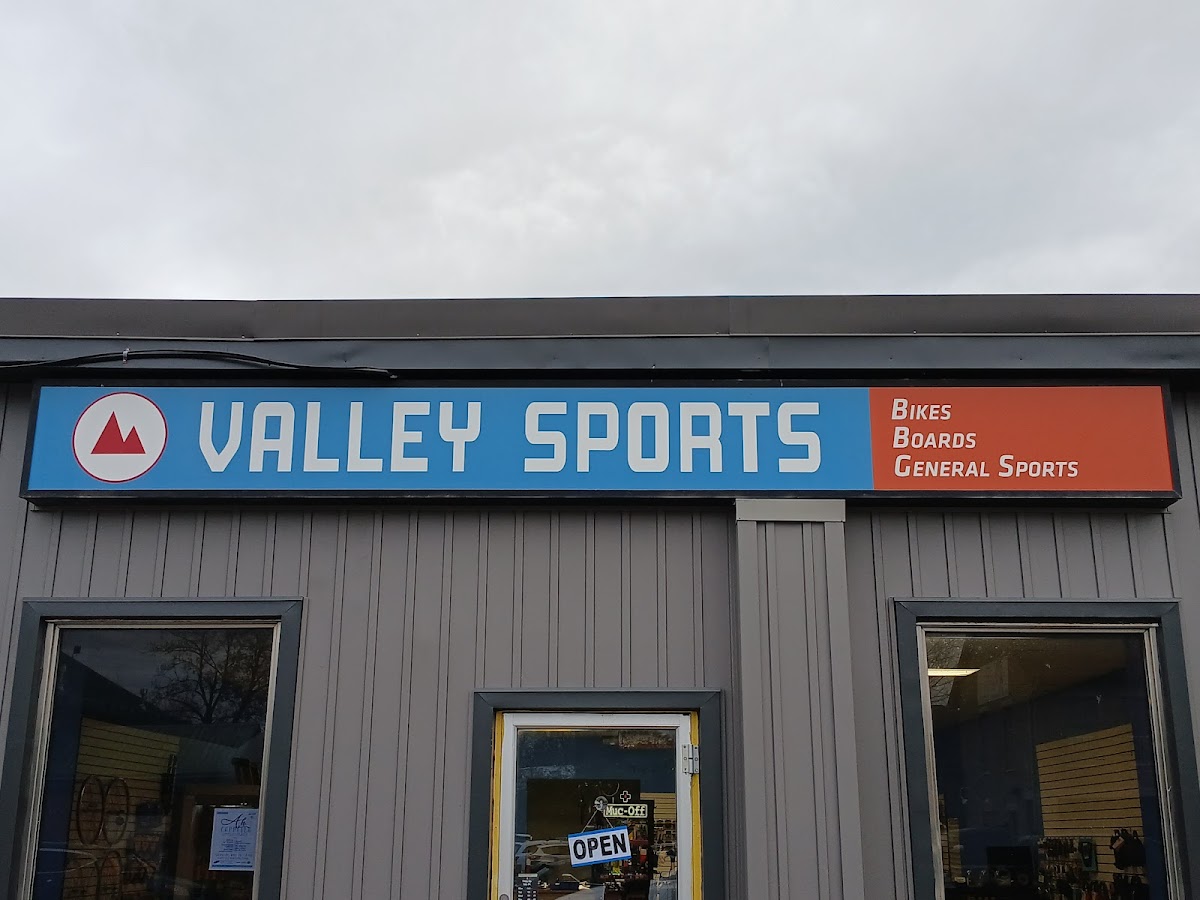 VALLEY SPORTS
BIKES
BOARDS
GENERAL SPORTS
Muc-Off
OPEN